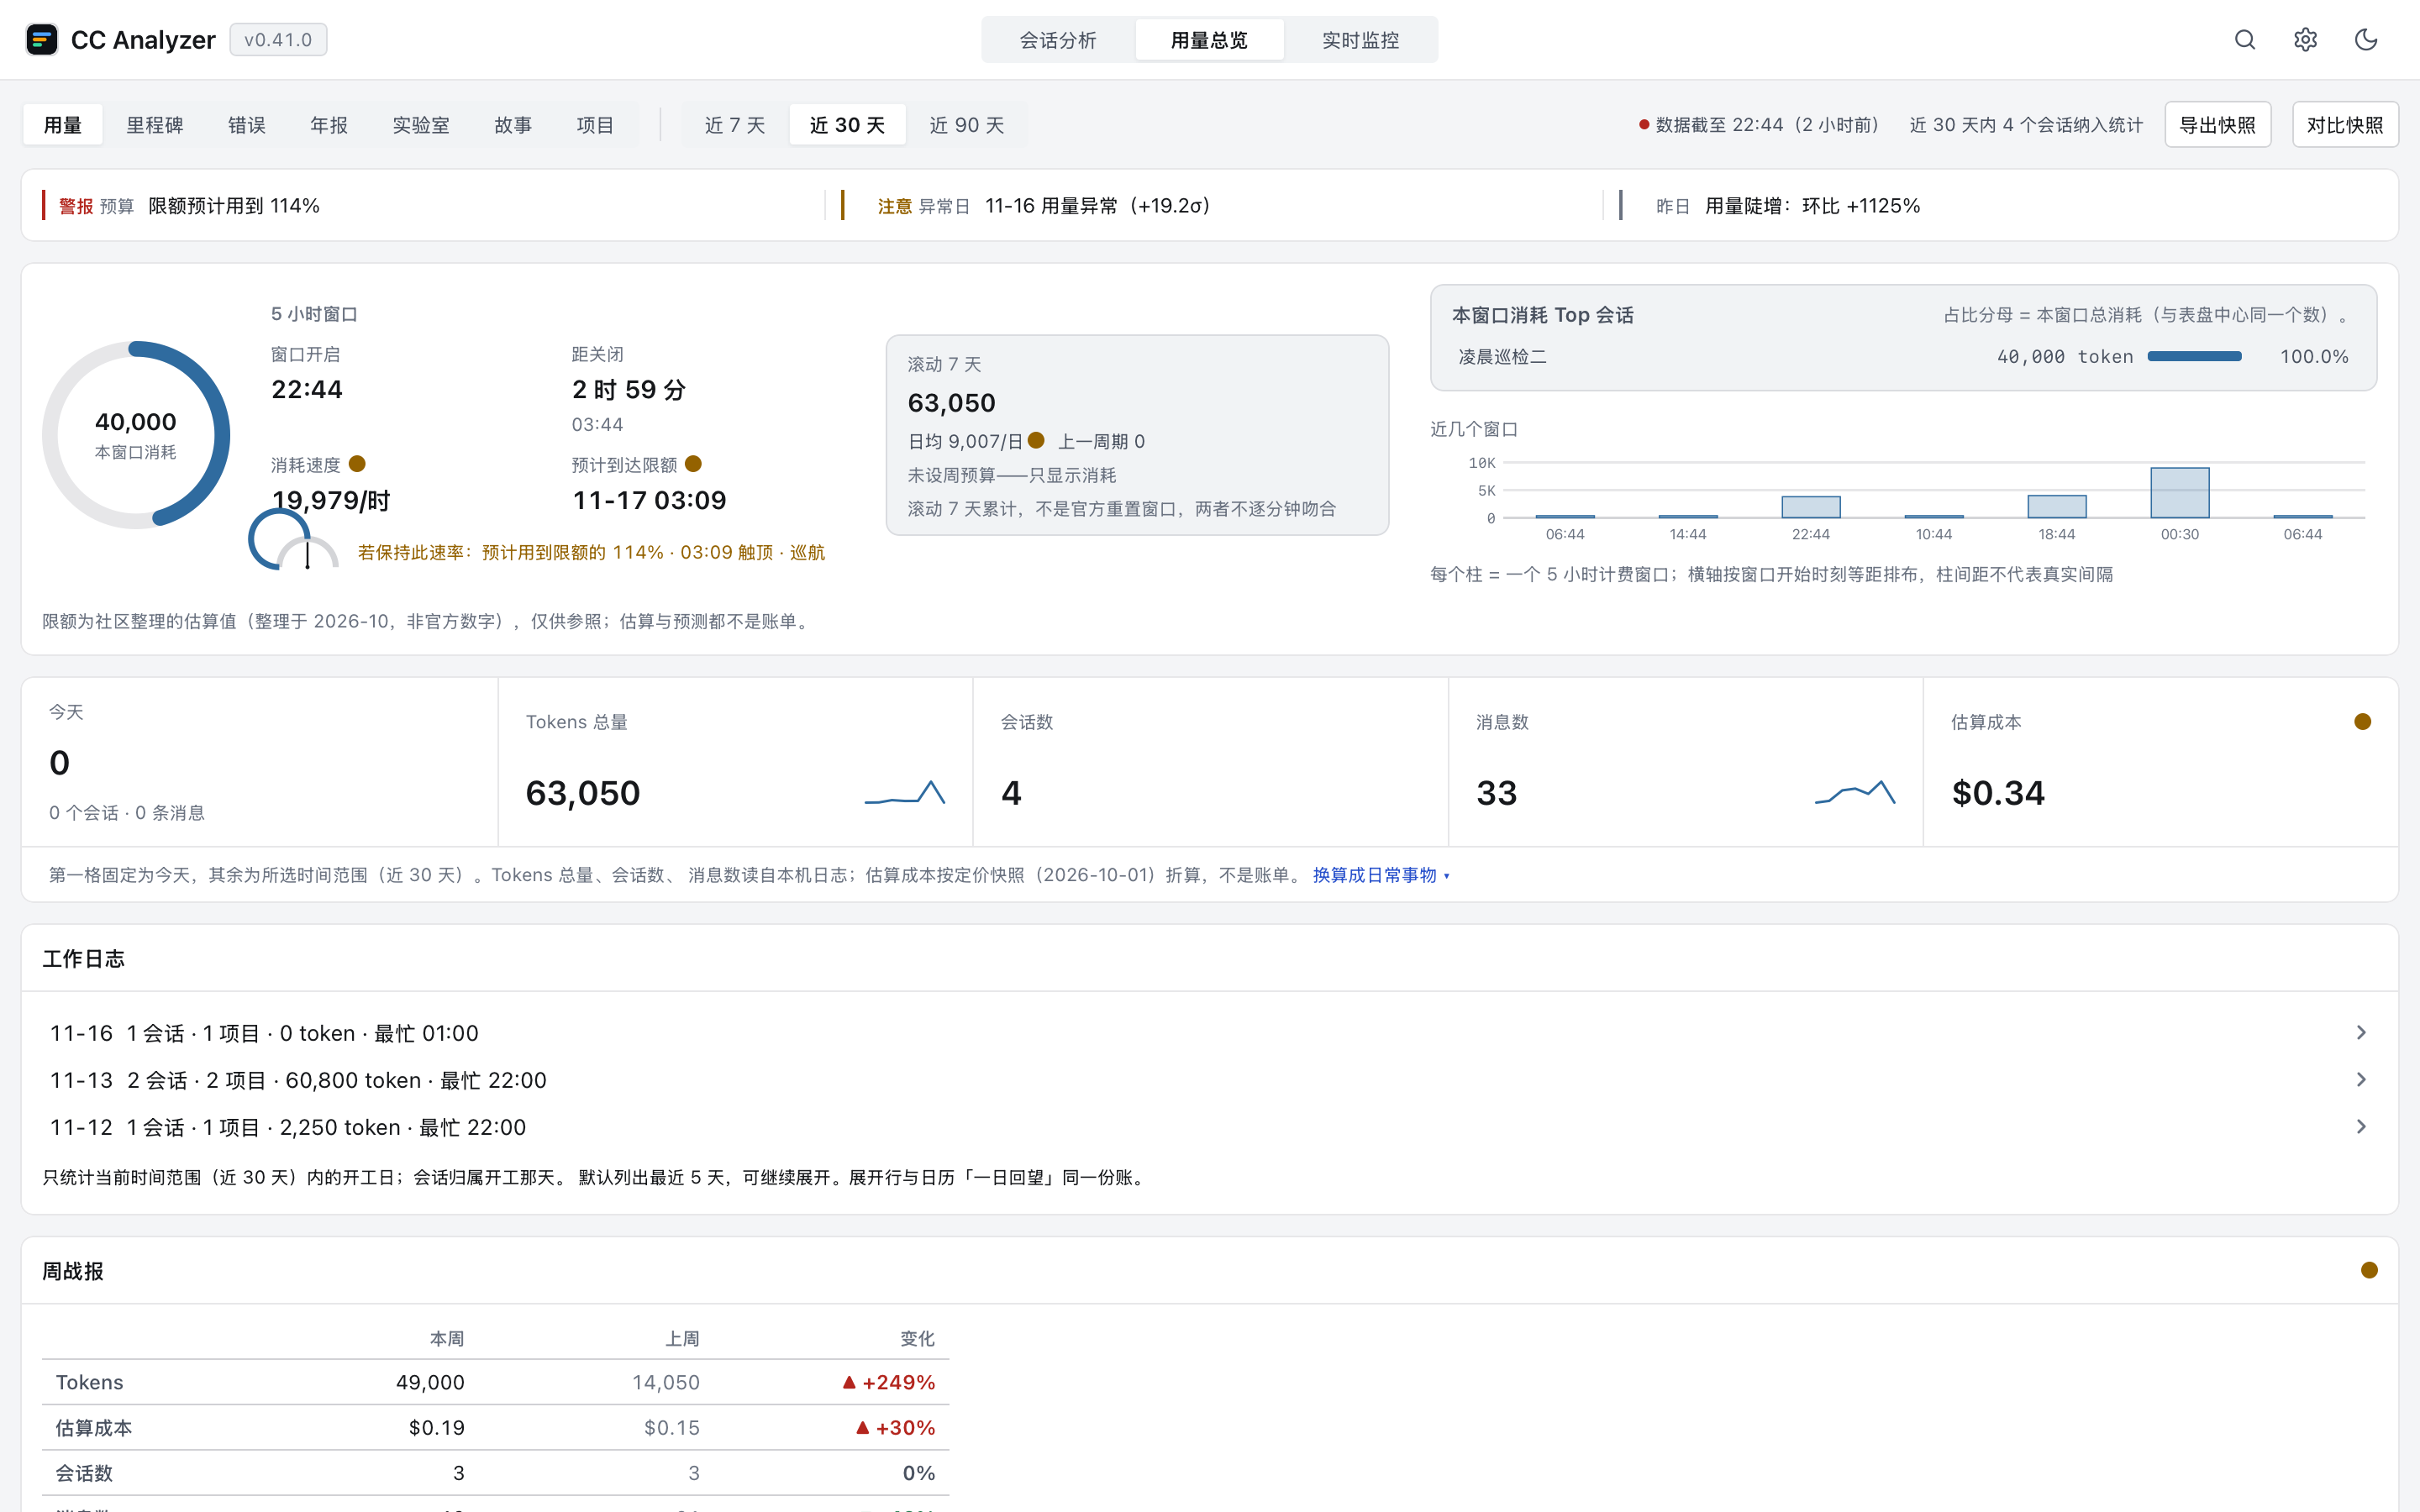 CC Analyzer v0.41.0
会话分析 用量总览 实时监控
用量 里程碑 错误 年报 实验室 故事 项目 近 7 天 近 30 天 近 90 天
数据截至 22:44（2 小时前） 近 30 天内 4 个会话纳入统计 导出快照 对比快照
警报 预算 限额预计用到 114%
注意 异常日 11-16 用量异常（+19.2σ）
昨日 用量陡增：环比 +1125%
40,000
本窗口消耗
5 小时窗口
窗口开启
22:44
距关闭
2 时 59 分
03:44
消耗速度
19,979/时
预计到达限额
11-17 03:09
若保持此速率：预计用到限额的 114% · 03:09 触顶 · 巡航
滚动 7 天
63,050
日均 9,007/日 上一周期 0
未设周预算——只显示消耗
滚动 7 天累计，不是官方重置窗口，两者不逐分钟吻合
本窗口消耗 Top 会话 占比分母 = 本窗口总消耗（与表盘中心同一个数）。
凌晨巡检二 40,000 token 100.0%
近几个窗口
10K
5K
0
06:44 14:44 22:44 10:44 18:44 00:30 06:44
每个柱 = 一个 5 小时计费窗口；横轴按窗口开始时刻等距排布，柱间距不代表真实间隔
限额为社区整理的估算值（整理于 2026-10，非官方数字），仅供参照；估算与预测都不是账单。
今天
0
0 个会话 · 0 条消息
Tokens 总量
63,050
会话数
4
消息数
33
估算成本
$0.34
第一格固定为今天，其余为所选时间范围（近 30 天）。Tokens 总量、会话数、 消息数读自本机日志；估算成本按定价快照（2026-10-01）折算，不是账单。 换算成日常事物 ▾
工作日志
11-16 1 会话 · 1 项目 · 0 token · 最忙 01:00
11-13 2 会话 · 2 项目 · 60,800 token · 最忙 22:00
11-12 1 会话 · 1 项目 · 2,250 token · 最忙 22:00
只统计当前时间范围（近 30 天）内的开工日；会话归属开工那天。 默认列出最近 5 天，可继续展开。展开行与日历「一日回望」同一份账。
周战报
本周 上周 变化
Tokens 49,000 14,050 ▲ +249%
估算成本 $0.19 $0.15 ▲ +30%
会话数 3 3 0%